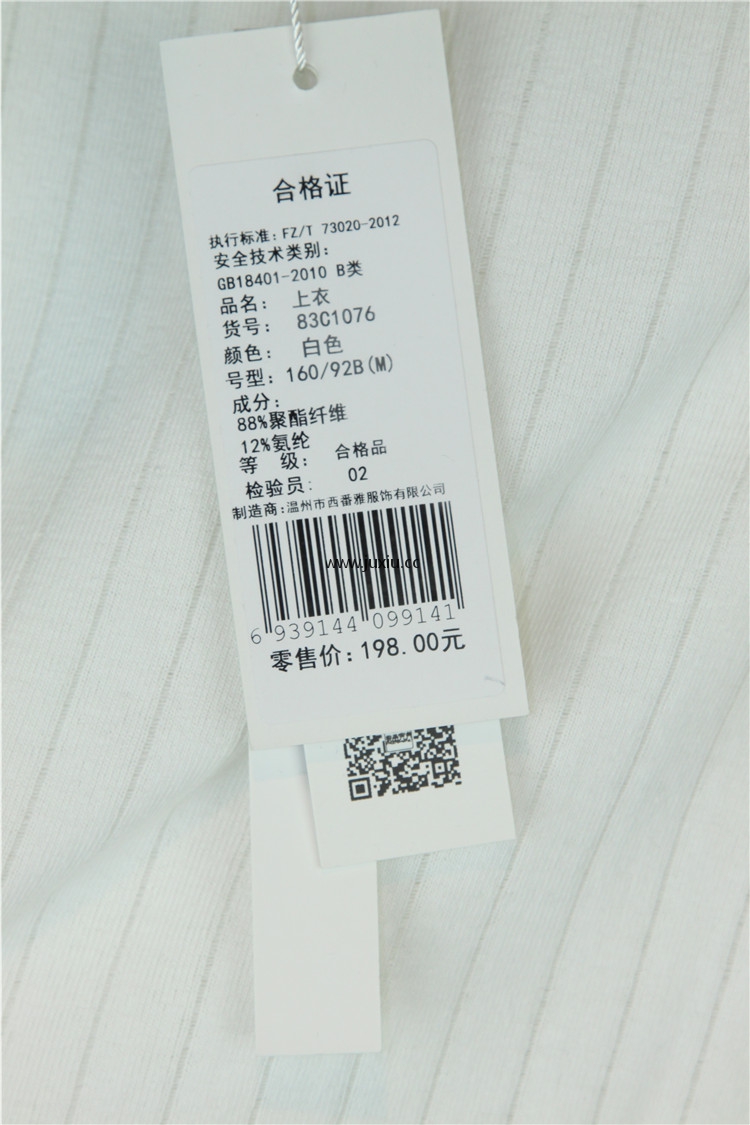 合格证
执行标准: FZ/T 73020-2012
安全技术类别:
GB18401-2010 B类
品名: 上衣
货号: 83C1076
颜色: 白色
号型: 160/92B(M)
成分:
88%聚酯纤维
12%氨纶
等 级: 合格品
检验员: 02
制造商:温州市西番雅服饰有限公司
www.juxiu.cc
6 939144 099141
零售价:198.00元